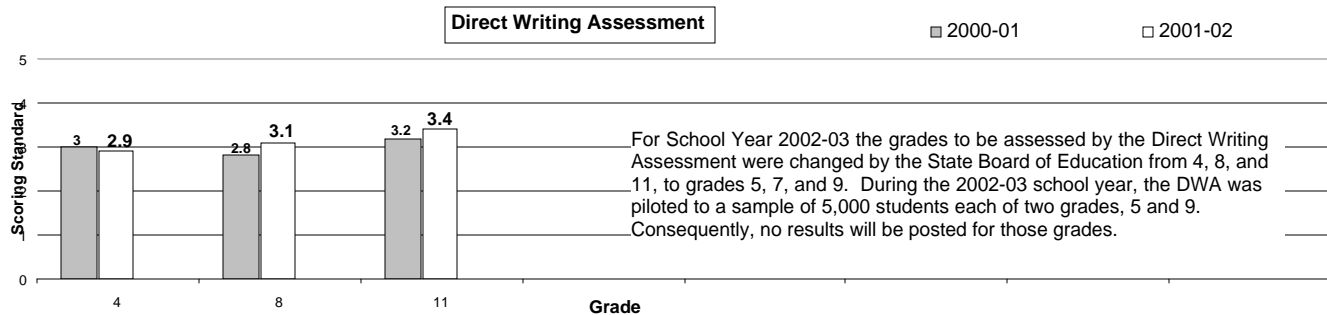 Direct Writing Assessment
2000-01
2001-02
5
4
3
2
1
0
Scoring Standard
3
2.9
2.8
3.1
3.2
3.4
For School Year 2002-03 the grades to be assessed by the Direct Writing
Assessment were changed by the State Board of Education from 4, 8, and
11, to grades 5, 7, and 9.  During the 2002-03 school year, the DWA was
piloted to a sample of 5,000 students each of two grades, 5 and 9.
Consequently, no results will be posted for those grades.
4
8
11
Grade